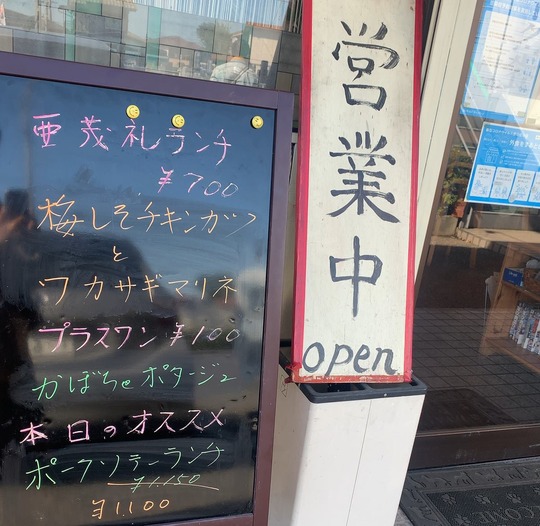 亜茂礼ランチ
¥700
梅しそチキンカツ
と
ワカサギマリネ
プラスワン ¥100
かぼちゃポタージュ
本日のオススメ
ポークソテーランチ
¥1,150
¥1,100
営業中
open